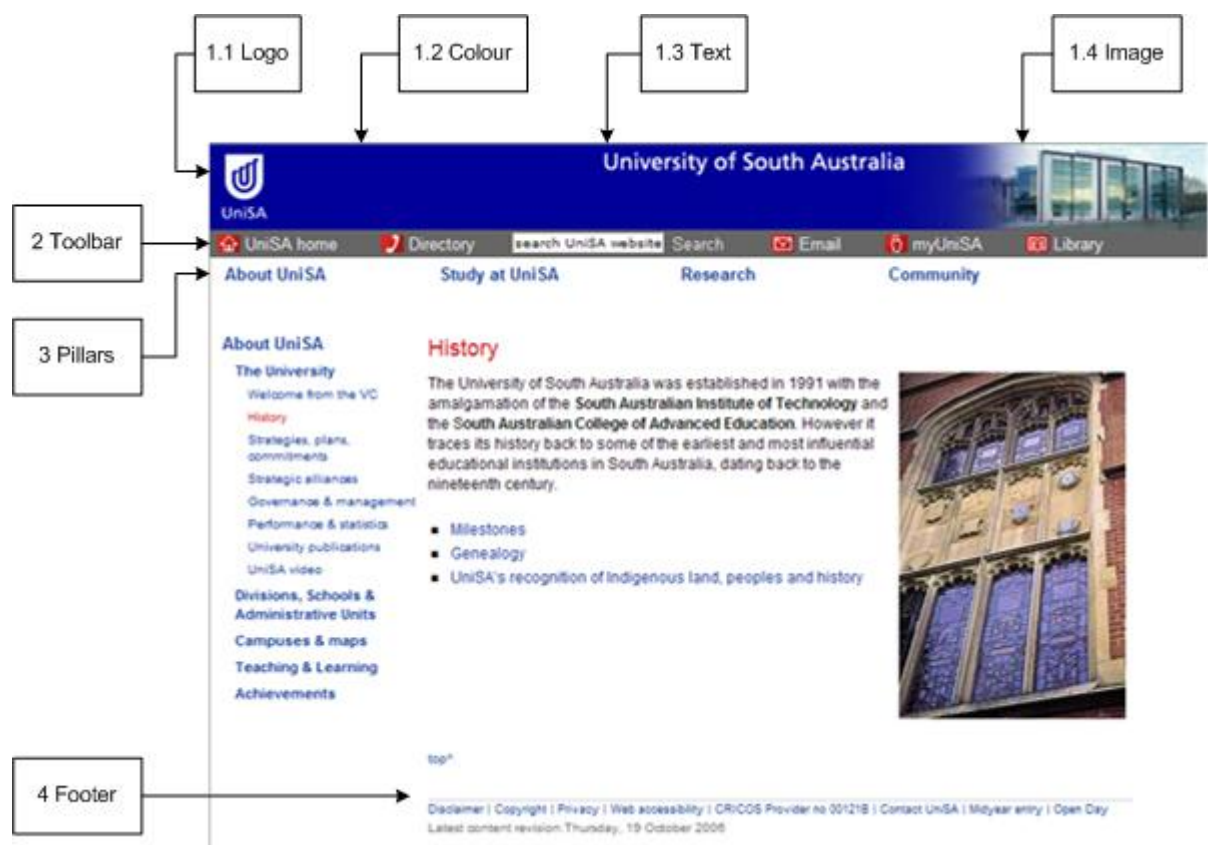 1.1 Logo
1.2 Colour
1.3 Text
1.4 Image
University of South Australia
UniSA
2 Toolbar
UniSA home Directory search UniSA website Search Email myUniSA Library
3 Pillars
About UniSA Study at UniSA Research Community
About UniSA
The University
Welcome from the VC
History
Strategies, plans,
commitments
Strategic alliances
Governance & management
Performance & statistics
University publications
UniSA video
Divisions, Schools &
Administrative Units
Campuses & maps
Teaching & Learning
Achievements
History
The University of South Australia was established in 1991 with the
amalgamation of the South Australian Institute of Technology and
the South Australian College of Advanced Education. However it
traces its history back to some of the earliest and most influential
educational institutions in South Australia, dating back to the
nineteenth century.
Milestones
Genealogy
UniSA's recognition of Indigenous land, peoples and history
top^
4 Footer
Disclaimer | Copyright | Privacy | Web accessibility | CRICOS Provider no 00121B | Contact UniSA | Midyear entry | Open Day
Latest content revision Thursday, 19 October 2006